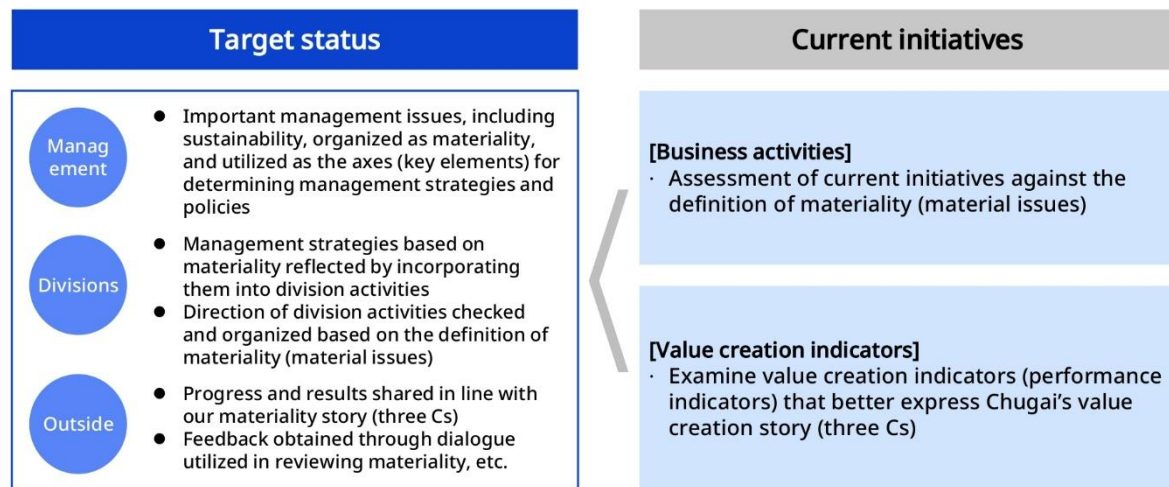 Target status
Manag
ement
● Important management issues, including
sustainability, organized as materiality,
and utilized as the axes (key elements) for
determining management strategies and
policies
Divisions
● Management strategies based on
materiality reflected by incorporating
them into division activities
● Direction of division activities checked
and organized based on the definition of
materiality (material issues)
Outside
● Progress and results shared in line with
our materiality story (three Cs)
● Feedback obtained through dialogue
utilized in reviewing materiality, etc.
Current initiatives
[Business activities]
· Assessment of current initiatives against the
definition of materiality (material issues)
[Value creation indicators]
· Examine value creation indicators (performance
indicators) that better express Chugai’s value
creation story (three Cs)